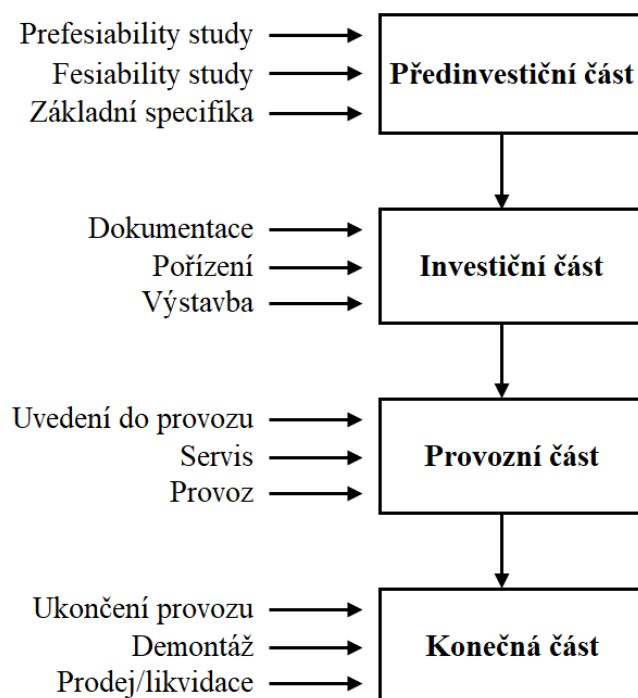 Prefesiability study
Fesiability study
Základní specifika
Předinvestiční část
Dokumentace
Pořízení
Výstavba
Investiční část
Uvedení do provozu
Servis
Provoz
Provozní část
Ukončení provozu
Demontáž
Prodej/likvidace
Konečná část